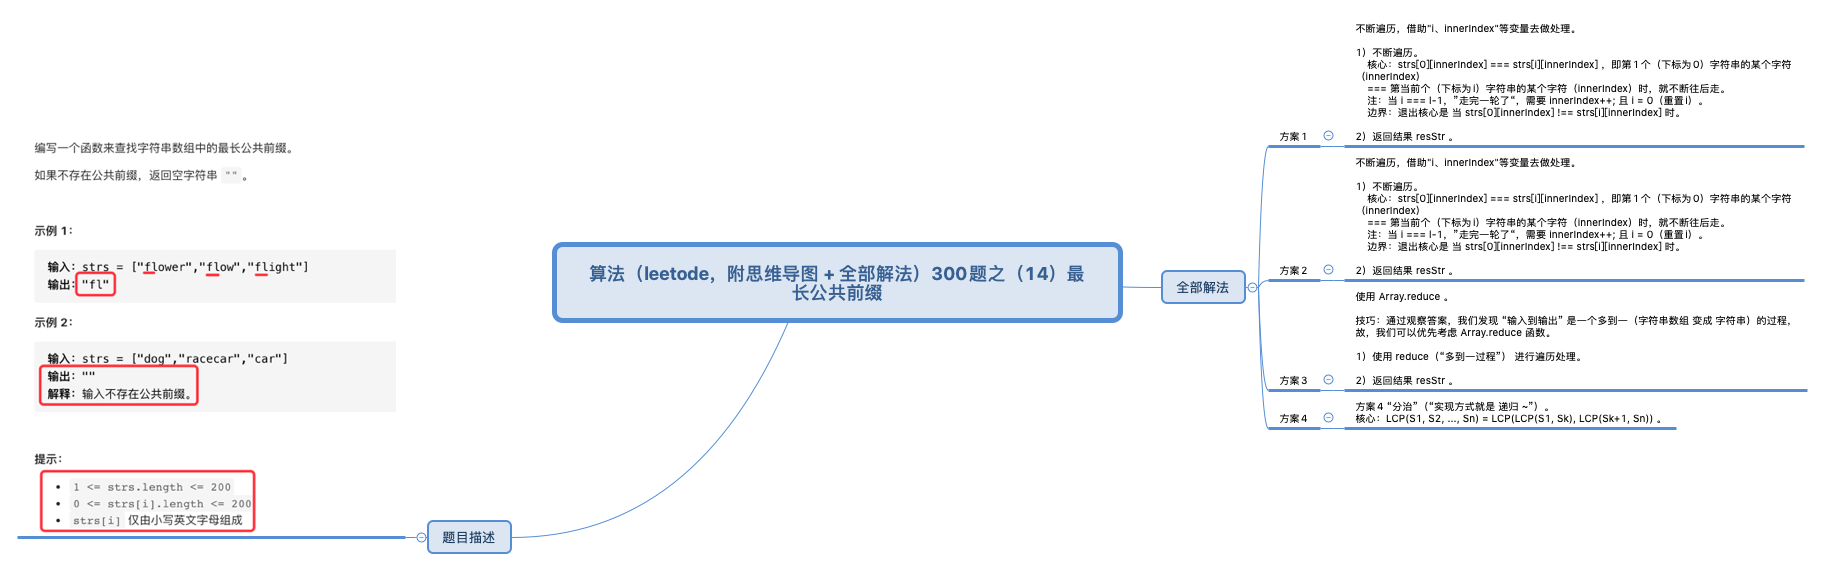 编写一个函数来查找字符串数组中的最长公共前缀。
如果不存在公共前缀，返回空字符串 "" 。
示例 1：
输入：strs = ["flower","flow","flight"]
输出："fl"
示例 2：
输入：strs = ["dog","racecar","car"]
输出：""
解释：输入不存在公共前缀。
提示：
• 1 <= strs.length <= 200
• 0 <= strs[i].length <= 200
• strs[i] 仅由小写英文字母组成
题目描述
算法（leetode，附思维导图 + 全部解法）300题之（14）最
长公共前缀
全部解法
方案 1
不断遍历，借助"i、innerIndex"等变量去做处理。
1）不断遍历。
核心：strs[0][innerIndex] === strs[i][innerIndex] ，即第 1 个（下标为 0）字符串的某个字符
（innerIndex）
=== 第当前个（下标为 i）字符串的某个字符（innerIndex）时，就不断往后走。
注：当 i === l-1，”走完一轮了“，需要 innerIndex++; 且 i = 0（重置 i）。
边界：退出核心是 当 strs[0][innerIndex] !== strs[i][innerIndex] 时。
2）返回结果 resStr 。
方案 2
不断遍历，借助"i、innerIndex"等变量去做处理。
1）不断遍历。
核心：strs[0][innerIndex] === strs[i][innerIndex] ，即第 1 个（下标为 0）字符串的某个字符
（innerIndex）
=== 第当前个（下标为 i）字符串的某个字符（innerIndex）时，就不断往后走。
注：当 i === l-1，”走完一轮了“，需要 innerIndex++; 且 i = 0（重置 i）。
边界：退出核心是 当 strs[0][innerIndex] !== strs[i][innerIndex] 时。
2）返回结果 resStr 。
方案 3
使用 Array.reduce 。
技巧：通过观察答案，我们发现 “输入到输出” 是一个多到一（字符串数组 变成 字符串）的过程，
故，我们可以优先考虑 Array.reduce 函数。
1）使用 reduce（“多到一过程”） 进行遍历处理。
2）返回结果 resStr 。
方案 4
方案 4 “分治”（“实现方式就是 递归 ~”）。
核心：LCP(S1, S2, ..., Sn) = LCP(LCP(S1, Sk), LCP(Sk+1, Sn)) 。